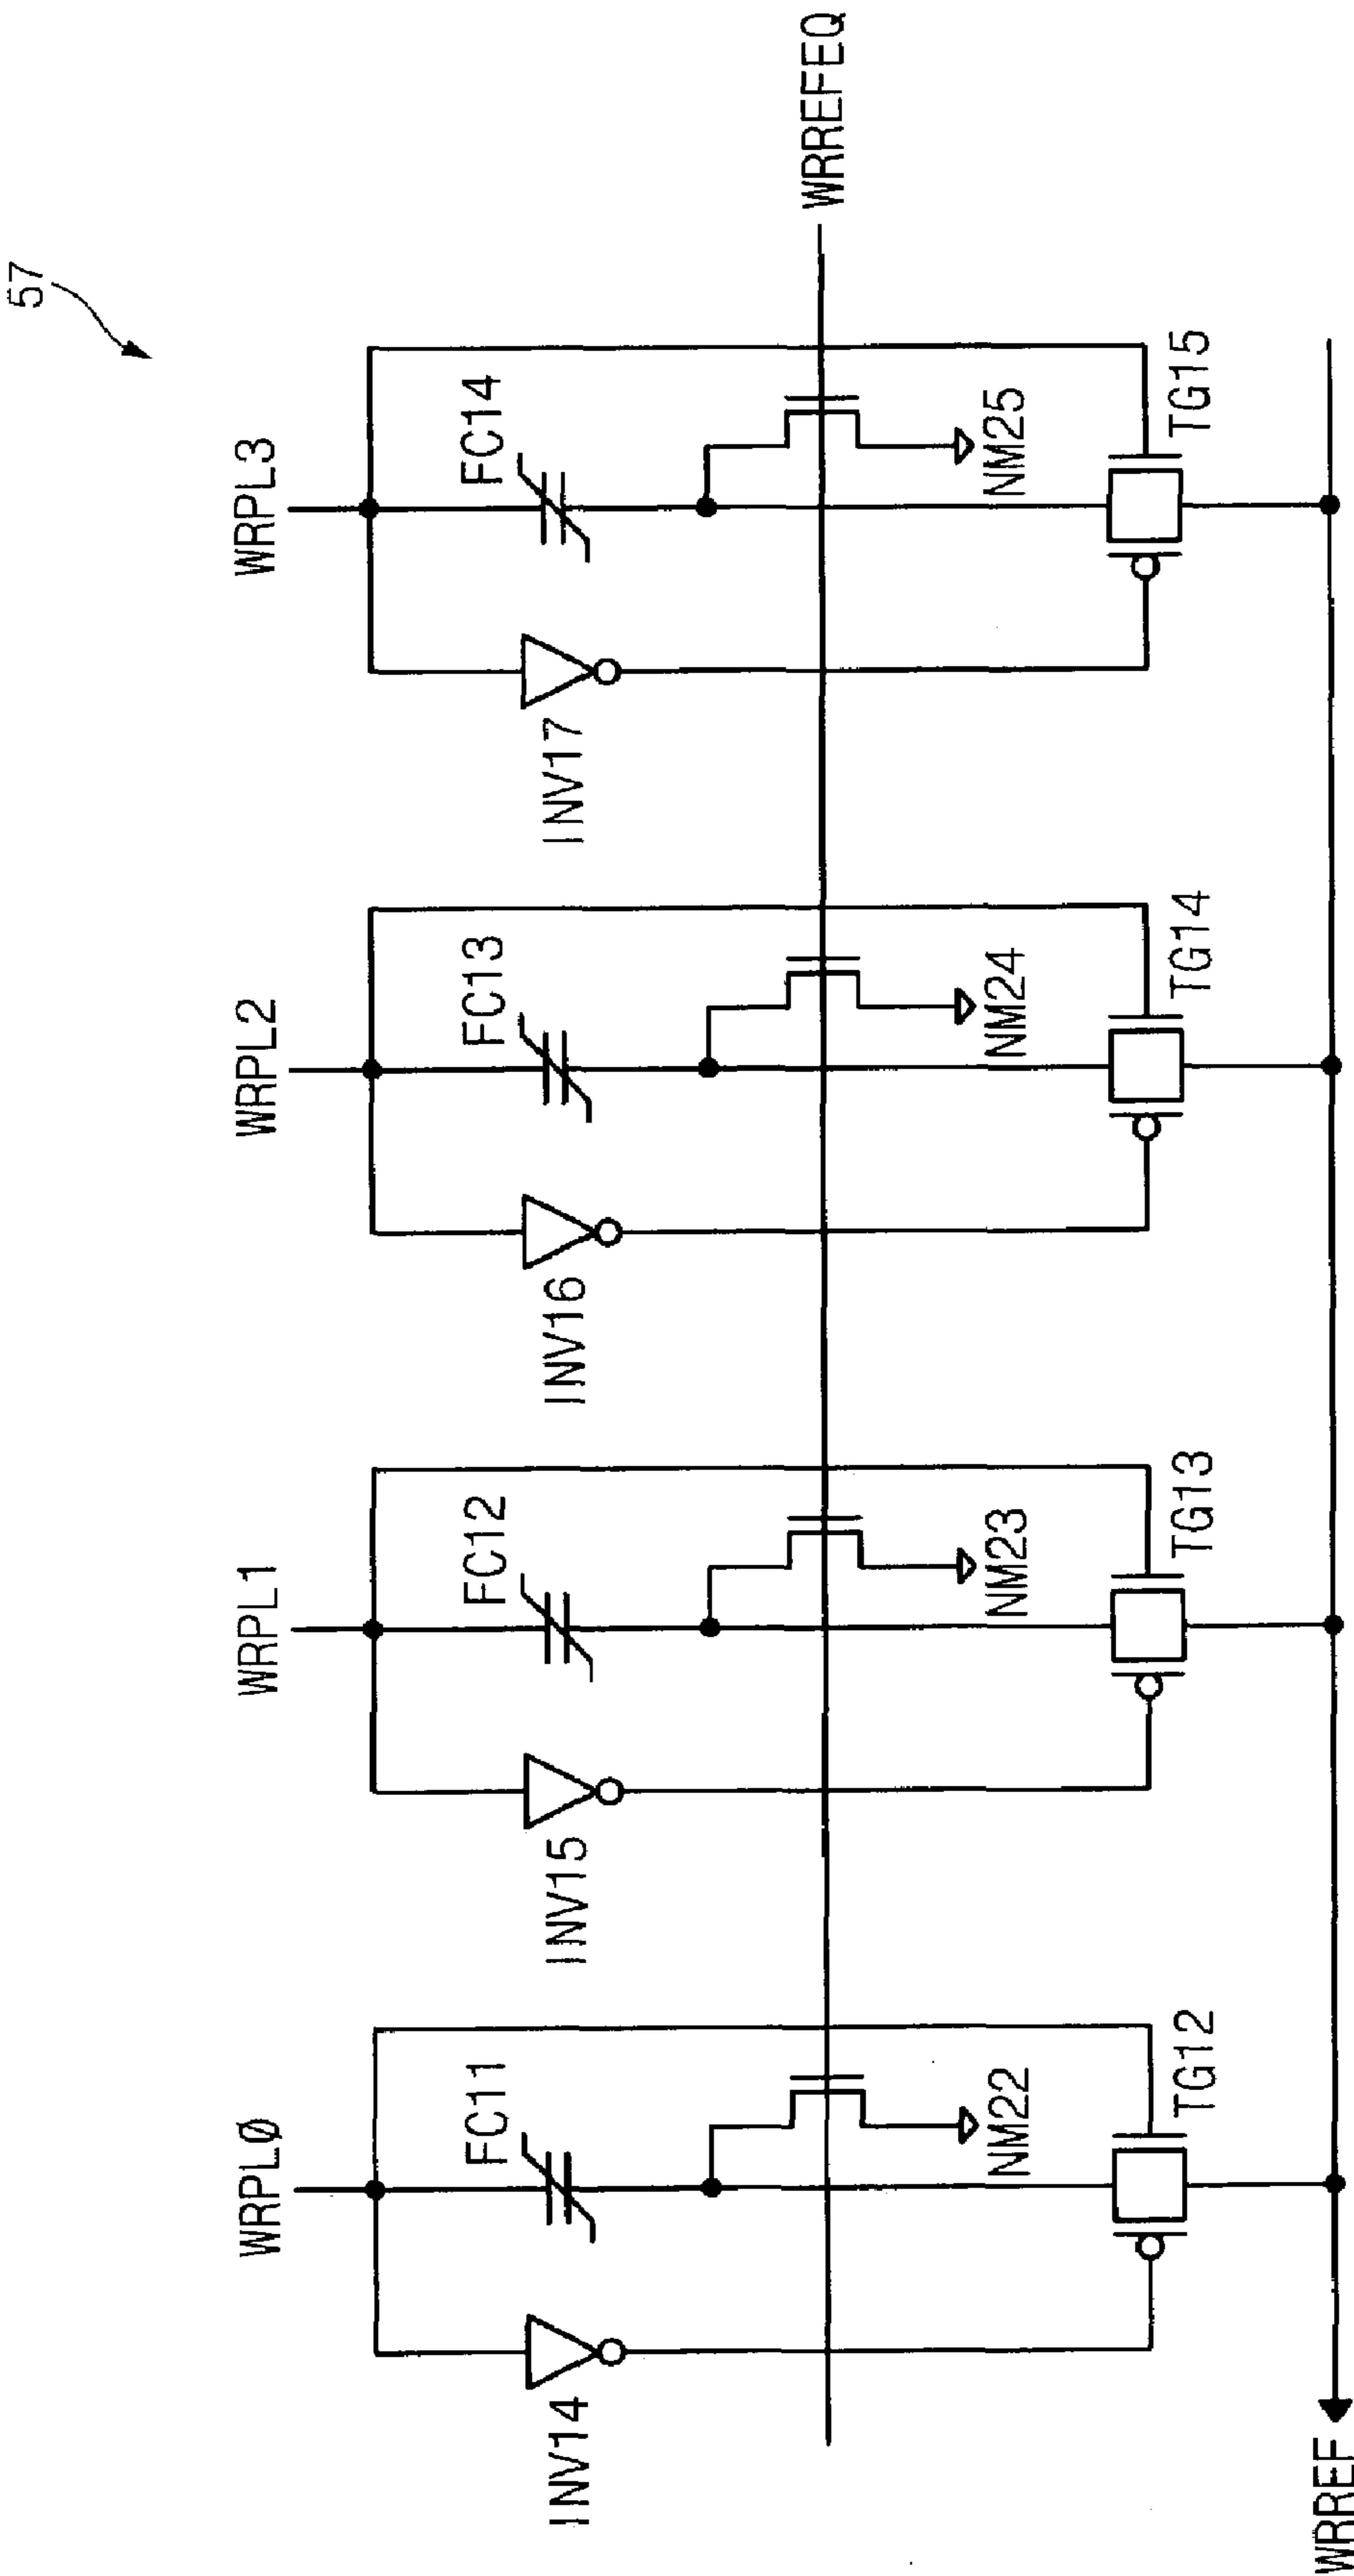 57
WRPLØ
WRPL1
WRPL2
WRPL3
FC11
FC12
FC13
FC14
INV14
INV15
INV16
INV17
WRREFEQ
NM22
NM23
NM24
NM25
TG12
TG13
TG14
TG15
WRREF